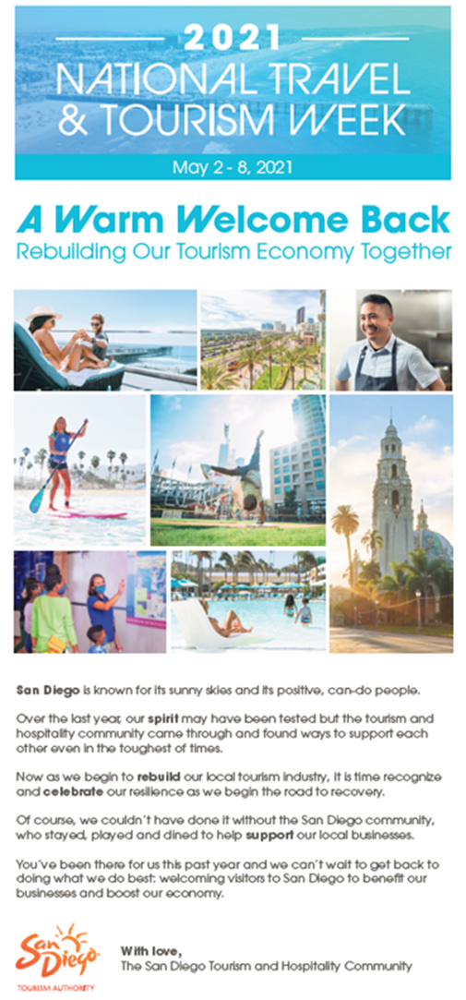 2021
NATIONAL TRAVEL
& TOURISM WEEK
May 2 - 8, 2021
A Warm Welcome Back
Rebuilding Our Tourism Economy Together
San Diego is known for its sunny skies and its positive, can-do people.
Over the last year, our spirit may have been tested but the tourism and
hospitality community came through and found ways to support each
other even in the toughest of times.
Now as we begin to rebuild our local tourism industry, it is time recognize
and celebrate our resilience as we begin the road to recovery.
Of course, we couldn't have done it without the San Diego community,
who stayed, played and dined to help support our local businesses.
You've been there for us this past year and we can't wait to get back to
doing what we do best: welcoming visitors to San Diego to benefit our
businesses and boost our economy.
San Diego
TOURISM AUTHORITY
With love,
The San Diego Tourism and Hospitality Community